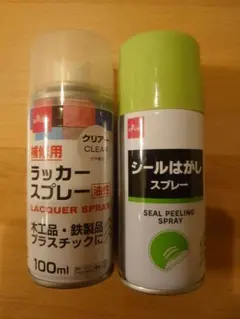 クリアー
CLEAR
補修用
ラッカー
スプレー
油性
LACQUER SPRAY
木工品・鉄製品
プラスチックに
100ml
シールはがし
スプレー
SEAL PEELING
SPRAY